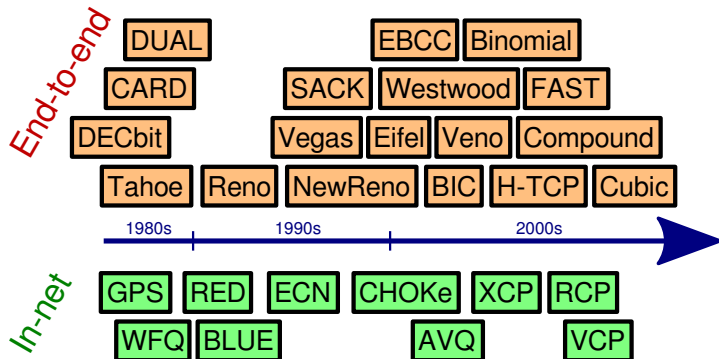 End-to-end
DUAL EBCC Binomial
CARD SACK Westwood FAST
DECbit Vegas Eifel Veno Compound
Tahoe Reno NewReno BIC H-TCP Cubic
1980s 1990s 2000s
In-net
GPS RED ECN CHOKe XCP RCP
WFQ BLUE AVQ VCP